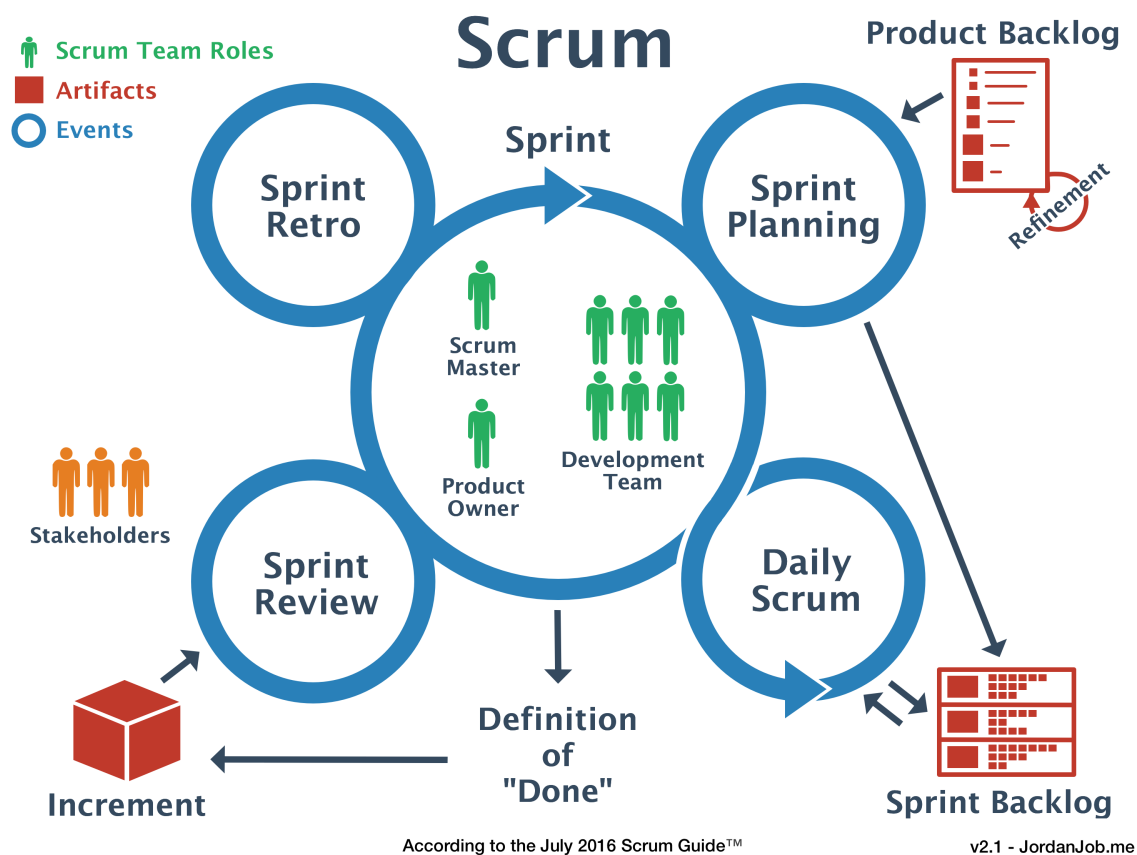 Scrum
Product Backlog
Scrum Team Roles
Artifacts
Events
Sprint
Sprint
Retro
Sprint
Planning
Refinement
Scrum
Master
Product
Owner
Development
Team
Stakeholders
Sprint
Review
Daily
Scrum
Definition
of
"Done"
Increment
Sprint Backlog
According to the July 2016 Scrum Guide™
v2.1 - JordanJob.me